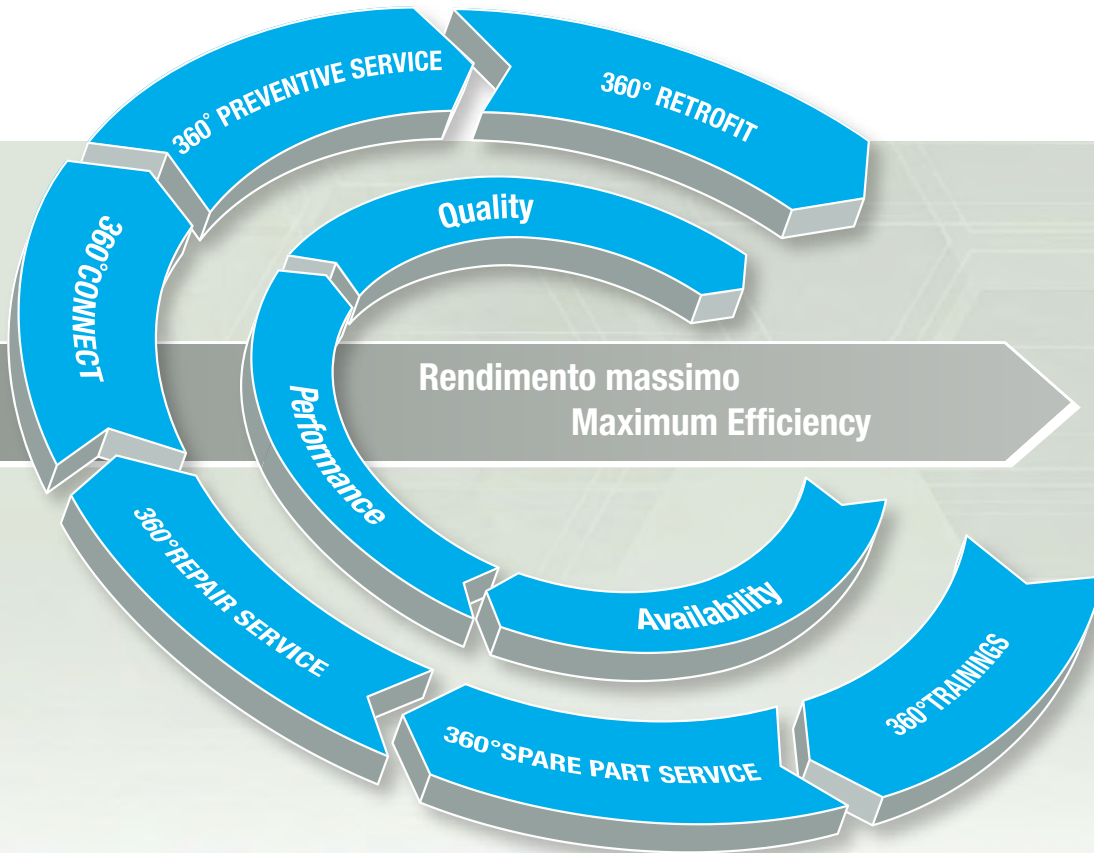 360° PREVENTIVE SERVICE
360° RETROFIT
Quality
360°CONNECT
Rendimento massimo
Maximum Efficiency
Performance
360°REPAIR SERVICE
Availability
360°TRAININGS
360°SPARE PART SERVICE